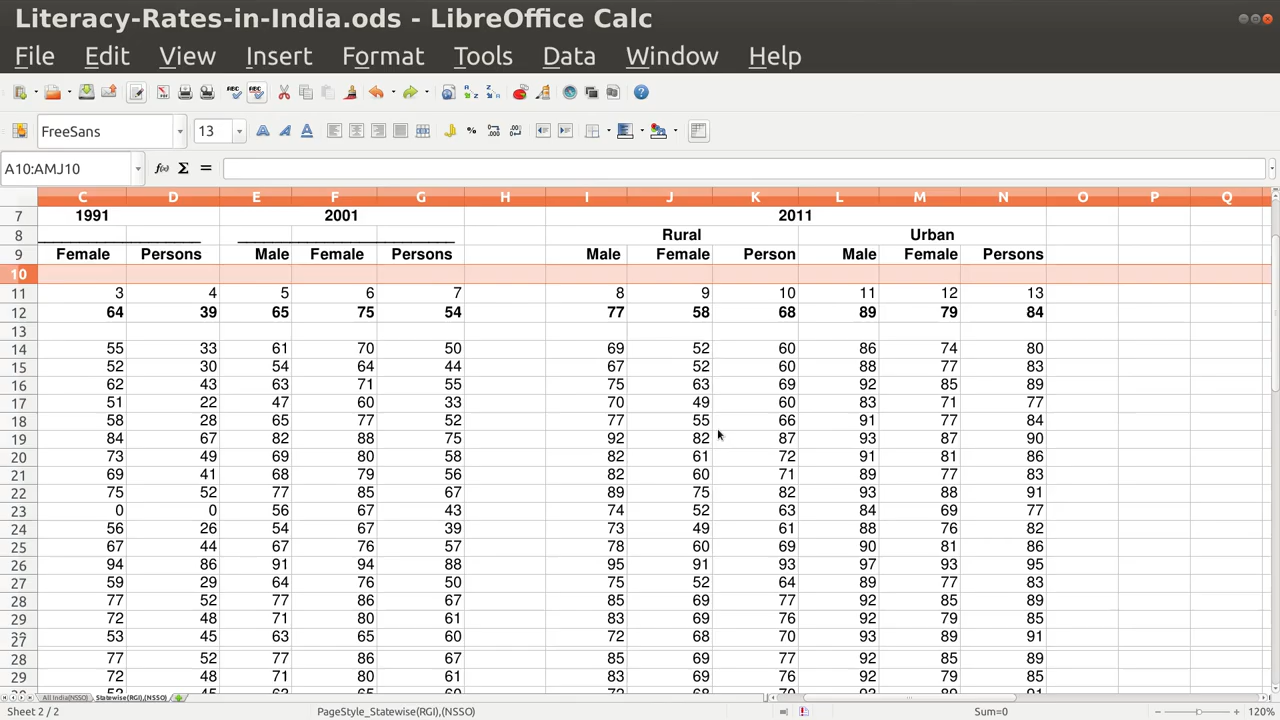 Literacy-Rates-in-India.ods - LibreOffice Calc
File Edit View Insert Format Tools Data Window Help
FreeSans 13
A10:AMJ10
C D E F G H I J K L M N O P Q
7 1991 2001 2011
8 Rural Urban
9 Female Persons Male Female Persons Male Female Person Male Female Persons
10
11 3 4 5 6 7 8 9 10 11 12 13
12 64 39 65 75 54 77 58 68 89 79 84
13
14 55 33 61 70 50 69 52 60 86 74 80
15 52 30 54 64 44 67 52 60 88 77 83
16 62 43 63 71 55 75 63 69 92 85 89
17 51 22 47 60 33 70 49 60 83 71 77
18 58 28 65 77 52 77 55 66 91 77 84
19 84 67 82 88 75 92 82 87 93 87 90
20 73 49 69 80 58 82 61 72 91 81 86
21 69 41 68 79 56 82 60 71 89 77 83
22 75 52 77 85 67 89 75 82 93 88 91
23 0 0 56 67 43 74 52 63 84 69 77
24 56 26 54 67 39 73 49 61 88 76 82
25 67 44 67 76 57 78 60 69 90 81 86
26 94 86 91 94 88 95 91 93 97 93 95
27 59 29 64 76 50 75 52 64 89 77 83
28 77 52 77 86 67 85 69 77 92 85 89
29 72 48 71 80 61 83 69 76 92 79 85
27 53 45 63 65 60 72 68 70 93 89 91
28 77 52 77 86 67 85 69 77 92 85 89
29 72 48 71 80 61 83 69 76 92 79 85
All India(NSSO) Statewise(RGI),(NSSO)
Sheet 2 / 2 PageStyle_Statewise(RGI),(NSSO) Sum=0 120%